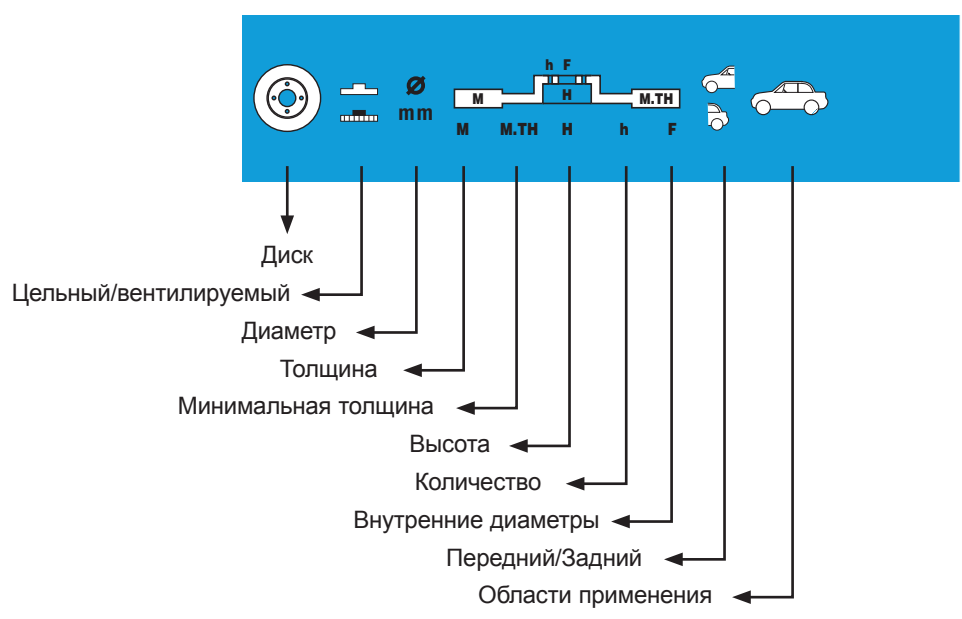 h F
Ø
mm
M
H
M.TH
M M.TH H h F
Диск
Цельный/вентилируемый
Диаметр
Толщина
Минимальная толщина
Высота
Количество
Внутренние диаметры
Передний/Задний
Области применения